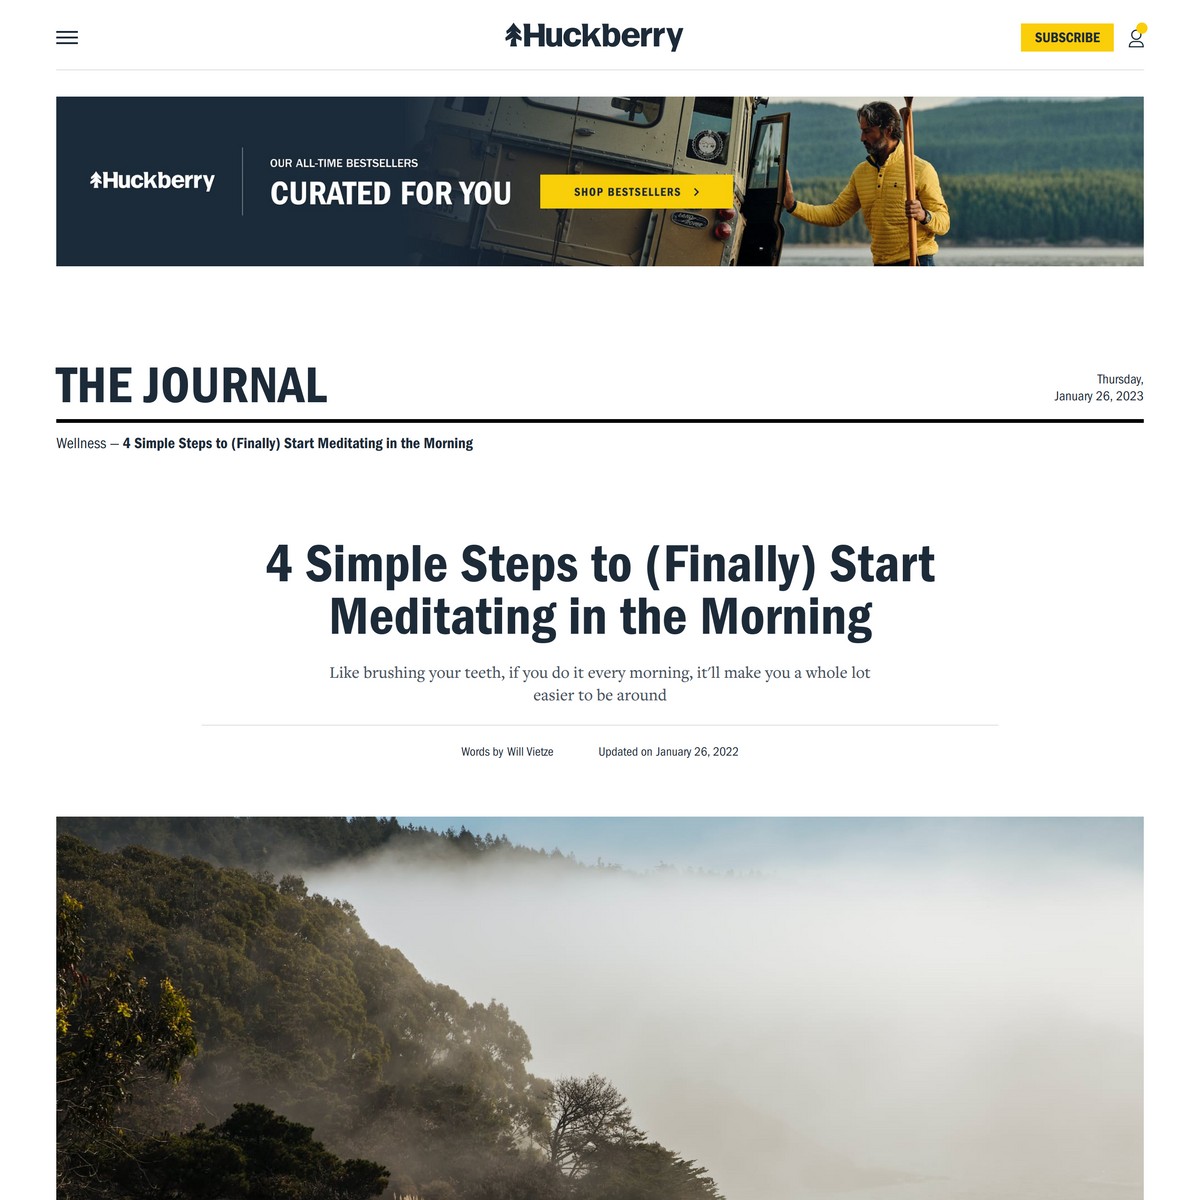 Huckberry
SUBSCRIBE
Huckberry
OUR ALL-TIME BESTSELLERS
CURATED FOR YOU
SHOP BESTSELLERS
THE JOURNAL
Thursday,
January 26, 2023
Wellness – 4 Simple Steps to (Finally) Start Meditating in the Morning
4 Simple Steps to (Finally) Start
Meditating in the Morning
Like brushing your teeth, if you do it every morning, it'll make you a whole lot
easier to be around
Words by Will Vietze
Updated on January 26, 2022